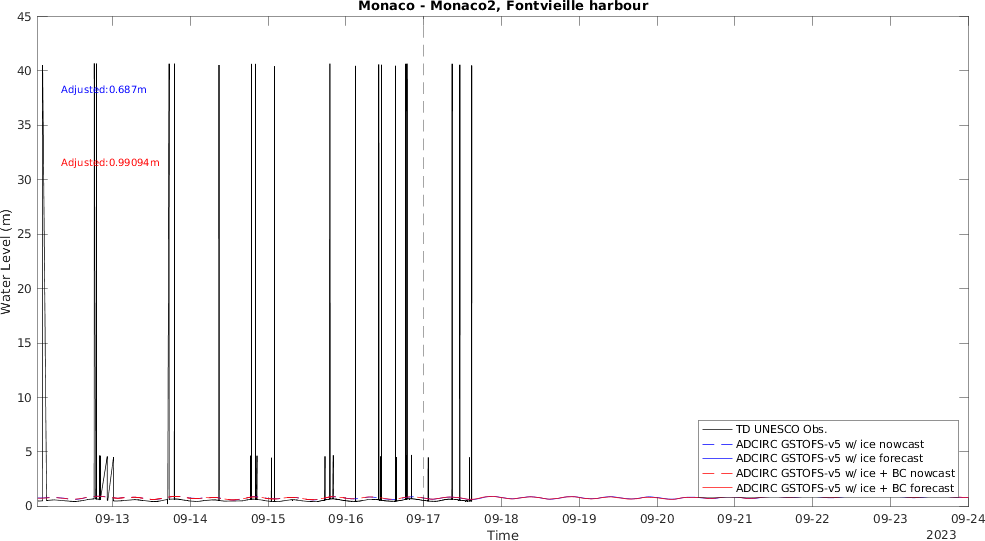 Monaco - Monaco2, Fontvieille harbour
Water Level (m)
45
40
35
30
25
20
15
10
5
0
Adjusted:0.687m
Adjusted:0.99094m
TD UNESCO Obs.
ADCIRC GSTOFS-v5 w/ ice nowcast
ADCIRC GSTOFS-v5 w/ ice forecast
ADCIRC GSTOFS-v5 w/ ice + BC nowcast
ADCIRC GSTOFS-v5 w/ ice + BC forecast
09-13 09-14 09-15 09-16 09-17 09-18 09-19 09-20 09-21 09-22 09-23 09-24
Time
2023